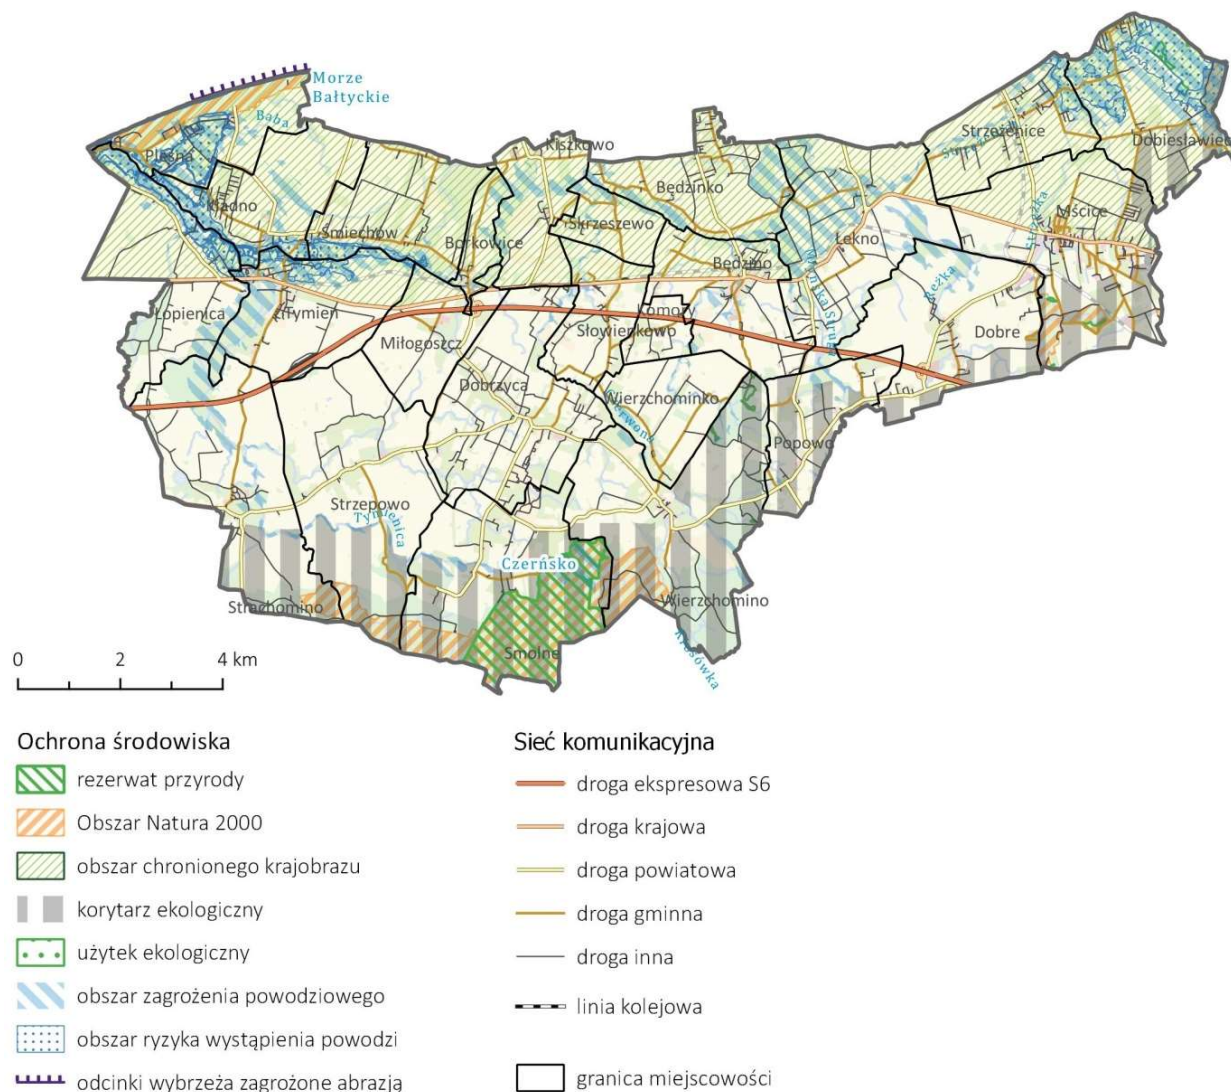 Morze
Bałtyckie
Baba
Pleśna
Kładno
Śmiechów
Borkowice
Kiszkowo
Skrzeszewo
Będzinko
Strzeżenice
Dobiesławiec
Mścice
Łekno
Będzino
Łopienica
Tymień
Miłogoszcz
Słowienkowo
Komory
Dobre
Dobrzyca
Wierzchominko
Popowo
Strzepowo
Tymienica
Czerńsko
Strachomino
Wierzchomino
Smolne
0 2 4 km
Ochrona środowiska
rezerwat przyrody
Obszar Natura 2000
obszar chronionego krajobrazu
korytarz ekologiczny
użytek ekologiczny
obszar zagrożenia powodziowego
obszar ryzyka wystąpienia powodzi
odcinki wybrzeża zagrożone abrazją
Sieć komunikacyjna
droga ekspresowa S6
droga krajowa
droga powiatowa
droga gminna
droga inna
linia kolejowa
granica miejscowości